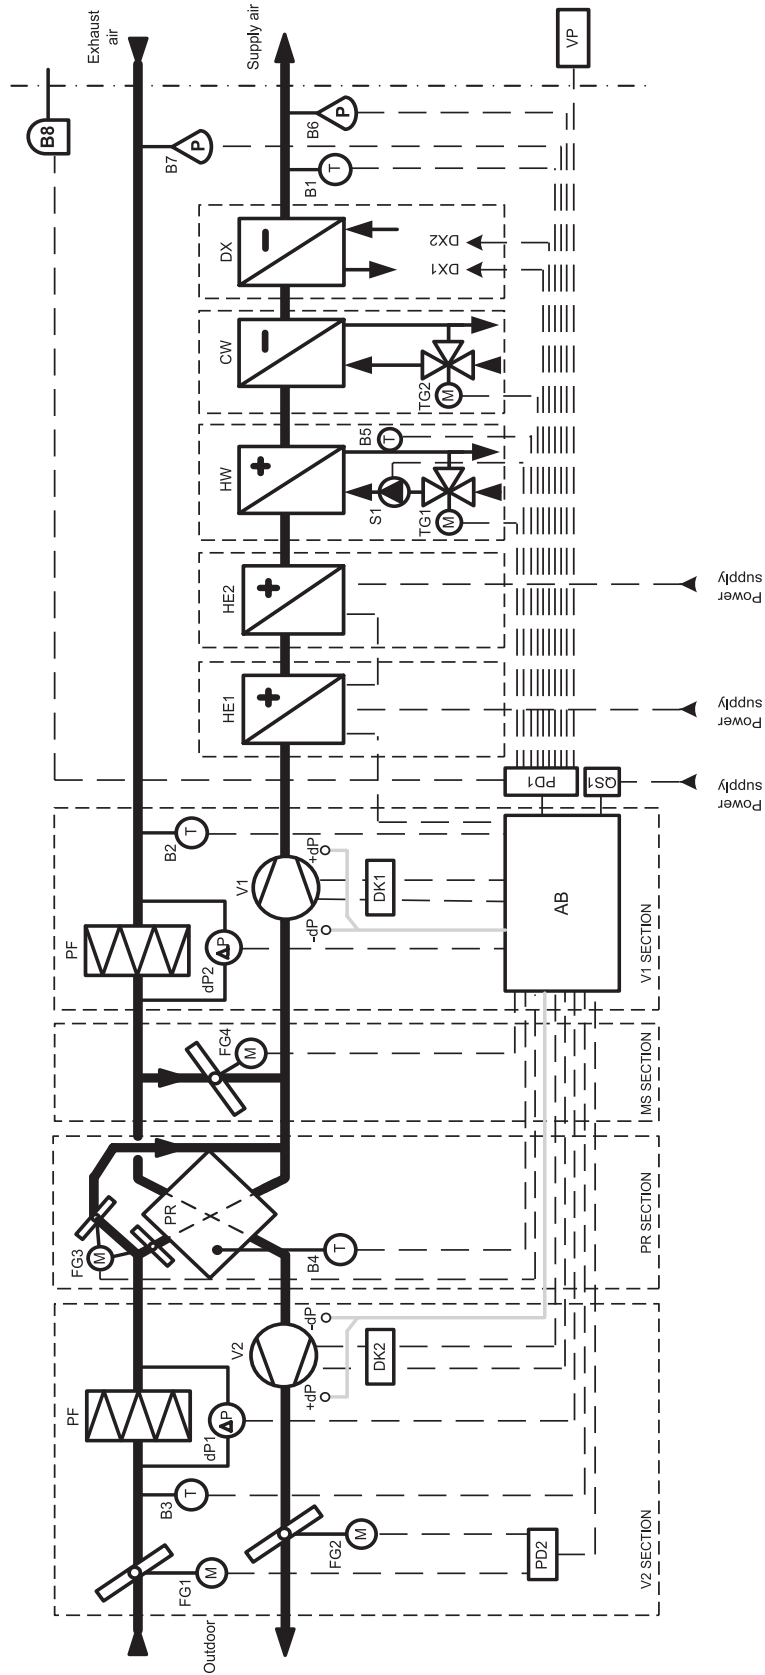 Exhaust
air
Supply air
VP
B8
B7
P
B6
P
B1
T
DX
DX2
DX1
CW
TG2
M
HW
B5
T
S1
TG1
M
HE2
Power
supply
HE1
Power
supply
Power
supply
PD1
QS1
B2
T
V1
+dP
-dP
DK1
AB
PF
dP2
ΔP
V1 SECTION
FG4
M
MS SECTION
PR
FG3
M
B4
T
PR SECTION
V2
-dP
+dP
DK2
PF
dP1
ΔP
B3
T
FG1
M
FG2
M
PD2
V2 SECTION
Outdoor